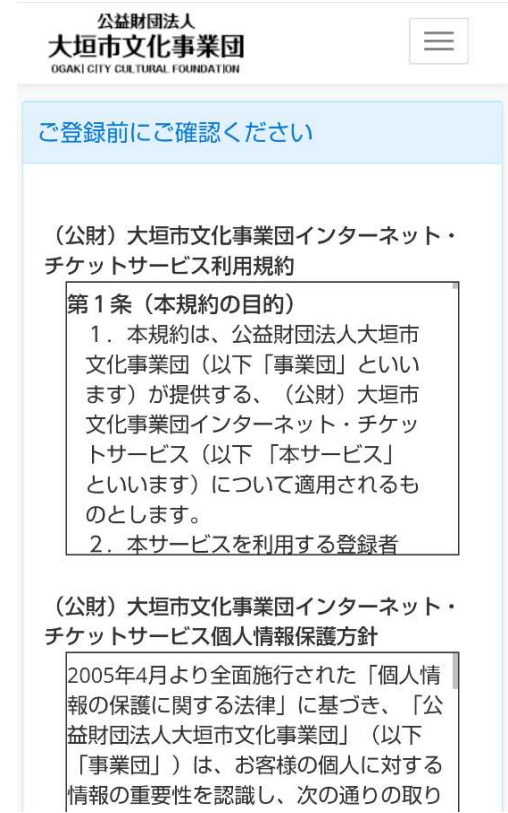 公益財団法人
大垣市文化事業団
OGAKI CITY CULTURAL FOUNDATION
ご登録前にご確認ください
（公財）大垣市文化事業団インターネット・
チケットサービス利用規約
第１条（本規約の目的）
１．本規約は、公益財団法人大垣市
文化事業団（以下「事業団」といい
ます）が提供する、（公財）大垣市
文化事業団インターネット・チケッ
トサービス（以下 「本サービス」
といいます）について適用されるも
のとします。
２．本サービスを利用する登録者
（公財）大垣市文化事業団インターネット・
チケットサービス個人情報保護方針
2005年4月より全面施行された「個人情
報の保護に関する法律」に基づき、「公
益財団法人大垣市文化事業団」（以下
「事業団」）は、お客様の個人に対する
情報の重要性を認識し、次の通りの取り